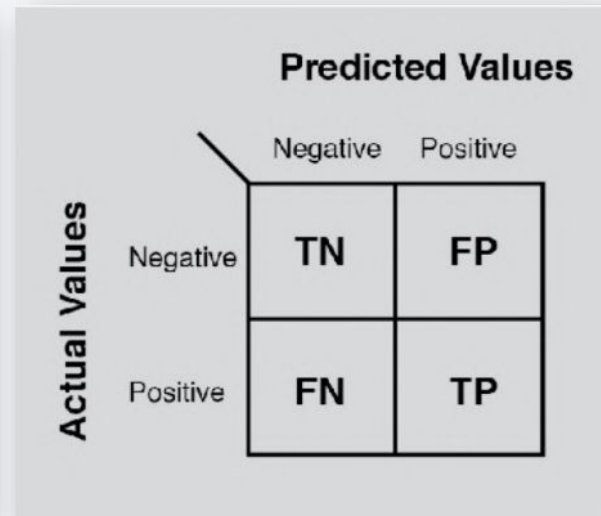 Predicted Values
Negative Positive
Actual Values
Negative TN FP
Positive FN TP